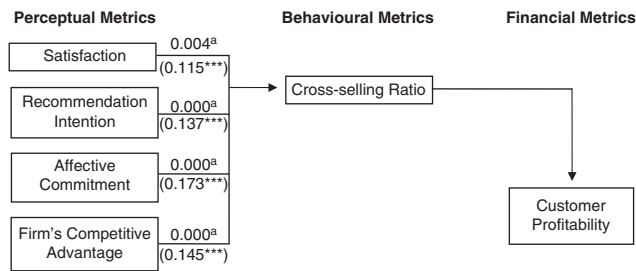 Perceptual Metrics
Behavioural Metrics
Financial Metrics
Satisfaction
0.004ᵃ
(0.115***)
Recommendation
Intention
0.000ᵃ
(0.137***)
Affective
Commitment
0.000ᵃ
(0.173***)
Firm's Competitive
Advantage
0.000ᵃ
(0.145***)
Cross-selling Ratio
Customer
Profitability